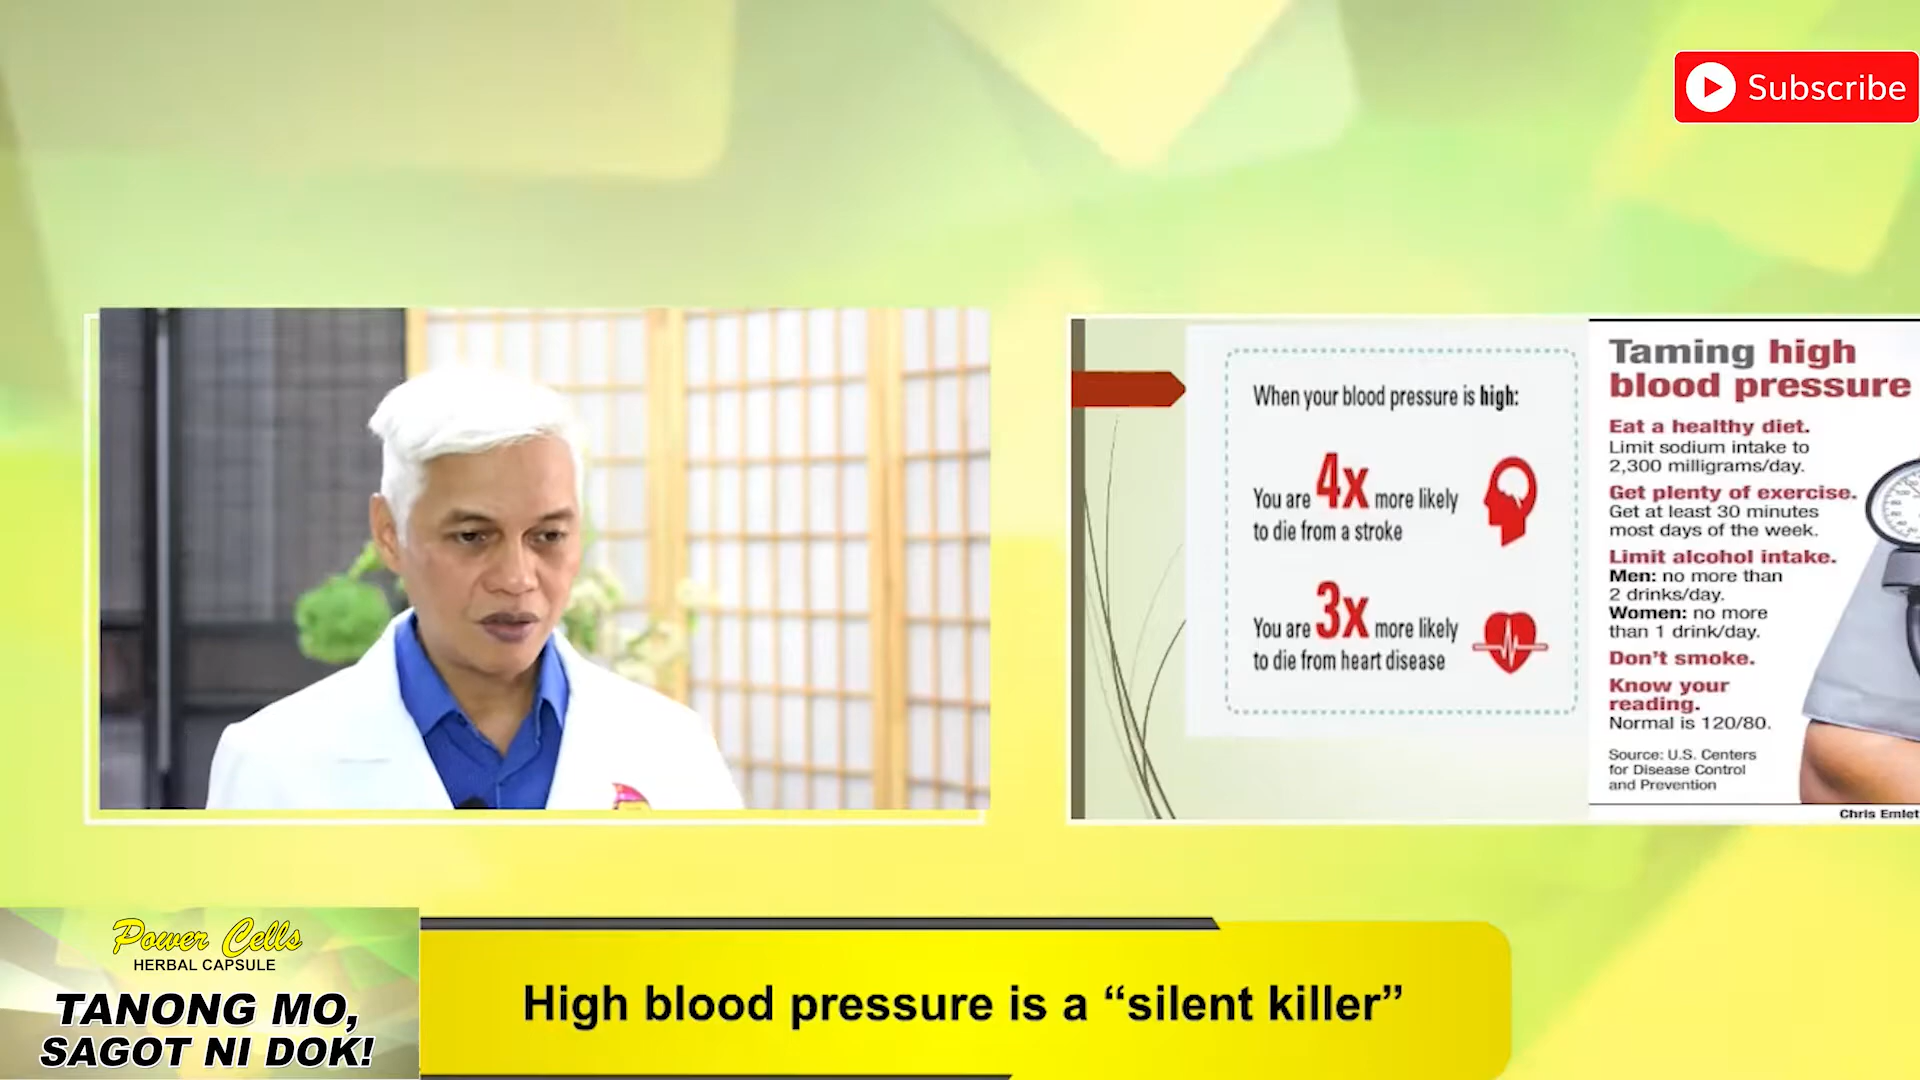 Subscribe
When your blood pressure is high:
You are 4x more likely
to die from a stroke
You are 3x more likely
to die from heart disease
Taming high
blood pressure
Eat a healthy diet.
Limit sodium intake to
2,300 milligrams/day.
Get plenty of exercise.
Get at least 30 minutes
most days of the week.
Limit alcohol intake.
Men: no more than
2 drinks/day.
Women: no more
than 1 drink/day.
Don't smoke.
Know your
reading.
Normal is 120/80.
Source: U.S. Centers
for Disease Control
and Prevention
Chris Emlet
Power Cells
HERBAL CAPSULE
TANONG MO,
SAGOT NI DOK!
High blood pressure is a “silent killer”